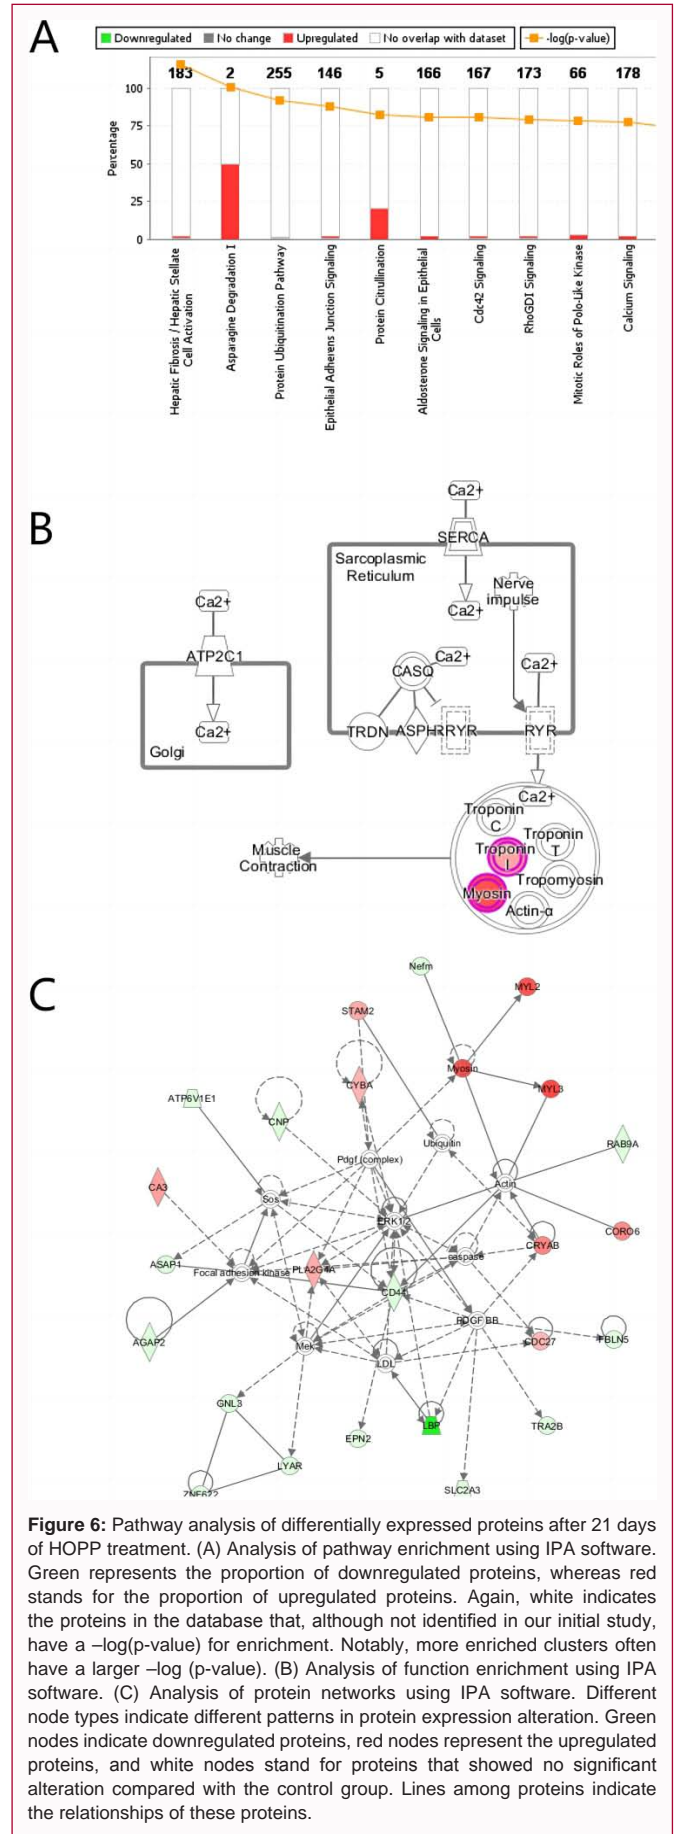 A
Downregulated No change Upregulated No overlap with dataset -log(p-value)
183 2 255 146 5 166 167 173 66 178
100
75
50
25
0
Percentage
Hepatic Fibrosis / Hepatic Stellate
Cell Activation
Asparagine Degradation I
Protein Ubiquitination Pathway
Epithelial Adherens Junction Signaling
Protein Citrullination
Aldosterone Signaling in Epithelial
Cells
Cdc42 Signaling
RhoGDI Signaling
Mitotic Roles of Polo-Like Kinase
Calcium Signaling
B
Ca2+
SERCA
Sarcoplasmic
Reticulum
Nerve
impulse
Ca2+
Ca2+
ATP2C1
Ca2+
Golgi
Ca2+
CASQ
Ca2+
TRDN
ASPH
RYR
RYR
Ca2+
Troponin
C
Troponin
T
Troponin
I
Tropomyosin
Myosin
Actin-α
Muscle
Contraction
C
Nefm
MYL2
STAM2
Myosin
CYBA
MYL3
ATP6V1E1
CNP
Ubiquitin
RAB9A
Pdgf (complex)
CA3
Sos
Actin
ERK1/2
CORO6
CRYAB
caspase
ASAP1
Focal adhesion kinase
PLA2G4A
CD44
AGAP2
Mek
PDGF BB
LDL
CDC27
FBLN5
GNL3
LBP
EPN2
TRA2B
LYAR
SLC2A3
ZNF622
Figure 6: Pathway analysis of differentially expressed proteins after 21 days
of HOPP treatment. (A) Analysis of pathway enrichment using IPA software.
Green represents the proportion of downregulated proteins, whereas red
stands for the proportion of upregulated proteins. Again, white indicates
the proteins in the database that, although not identified in our initial study,
have a –log(p-value) for enrichment. Notably, more enriched clusters often
have a larger –log (p-value). (B) Analysis of function enrichment using IPA
software. (C) Analysis of protein networks using IPA software. Different
node types indicate different patterns in protein expression alteration. Green
nodes indicate downregulated proteins, red nodes represent the upregulated
proteins, and white nodes stand for proteins that showed no significant
alteration compared with the control group. Lines among proteins indicate
the relationships of these proteins.